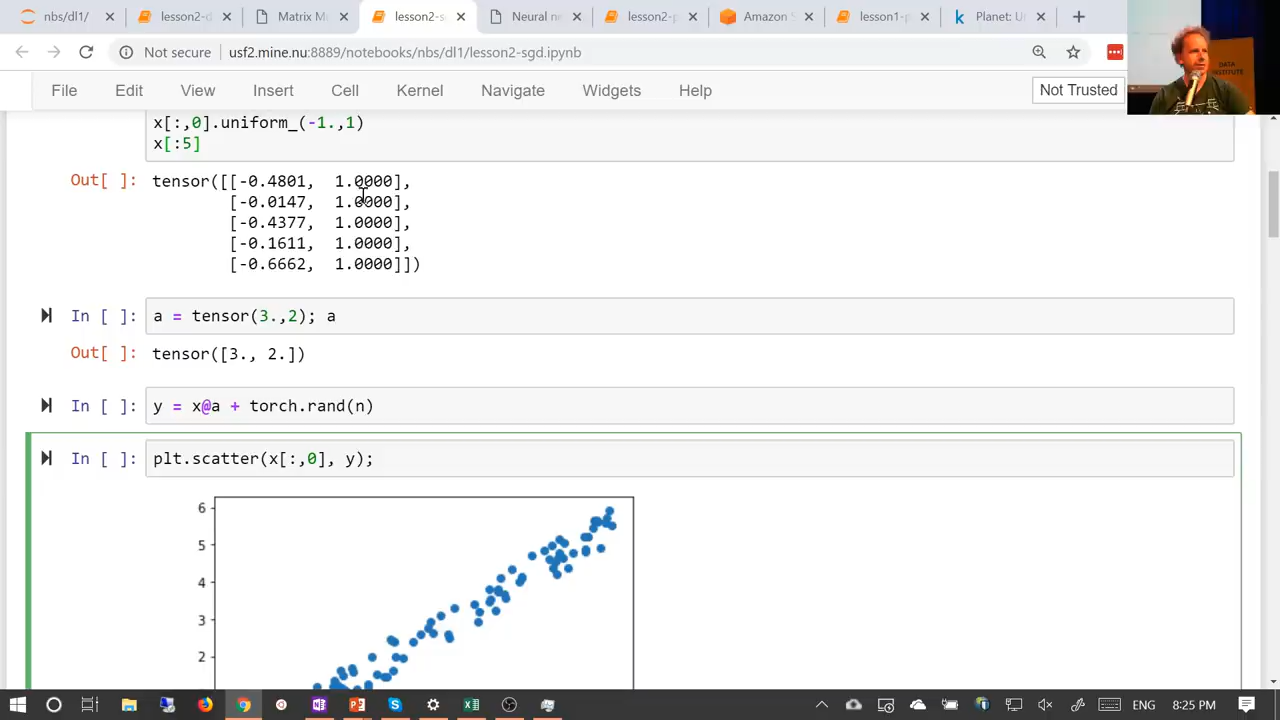 nbs/dl1/
lesson2-d
Matrix M
lesson2-s
Neural ne
lesson2-p
Amazon S
lesson1-p
Planet: Un
Not secure
usf2.mine.nu:8889/notebooks/nbs/dl1/lesson2-sgd.ipynb
File Edit View Insert Cell Kernel Navigate Widgets Help
Not Trusted
DATA
INSTITUTE
x[:,0].uniform_(-1.,1)
x[:5]
Out[ ]: tensor([[-0.4801, 1.0000],
[-0.0147, 1.0000],
[-0.4377, 1.0000],
[-0.1611, 1.0000],
[-0.6662, 1.0000]])
In [ ]: a = tensor(3.,2); a
Out[ ]: tensor([3., 2.])
In [ ]: y = x@a + torch.rand(n)
In [ ]: plt.scatter(x[:,0], y);
6
5
4
3
2
ENG
8:25 PM